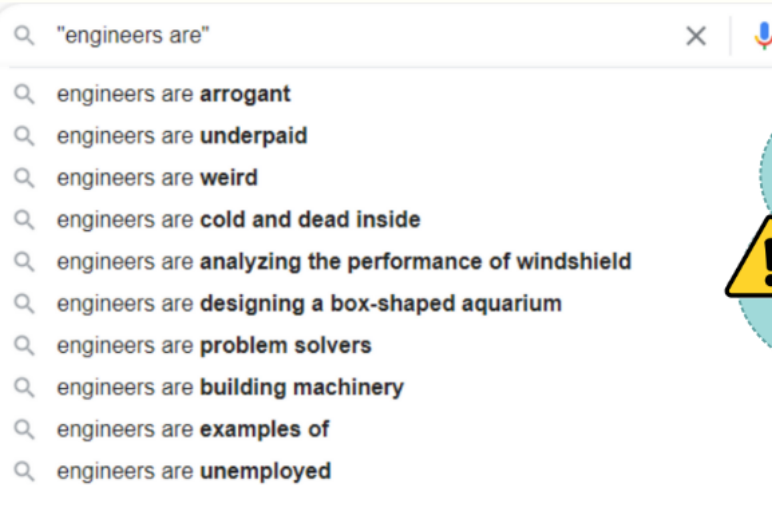 "engineers are"
engineers are arrogant
engineers are underpaid
engineers are weird
engineers are cold and dead inside
engineers are analyzing the performance of windshield
engineers are designing a box-shaped aquarium
engineers are problem solvers
engineers are building machinery
engineers are examples of
engineers are unemployed